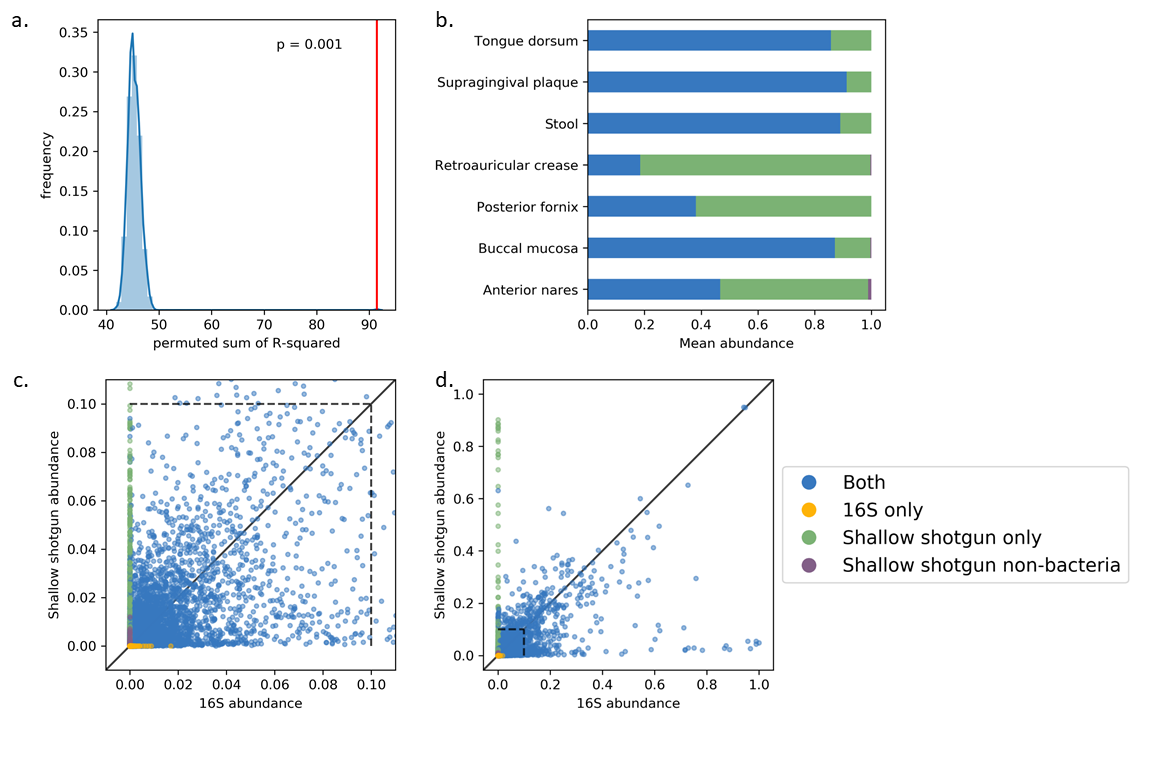 a.
p = 0.001
0.35
0.30
0.25
0.20
0.15
0.10
0.05
0.00
frequency
40 50 60 70 80 90
permuted sum of R-squared
b.
Tongue dorsum
Supragingival plaque
Stool
Retroauricular crease
Posterior fornix
Buccal mucosa
Anterior nares
0.0 0.2 0.4 0.6 0.8 1.0
Mean abundance
c.
0.10
0.08
0.06
0.04
0.02
0.00
Shallow shotgun abundance
0.00 0.02 0.04 0.06 0.08 0.10
16S abundance
d.
1.0
0.8
0.6
0.4
0.2
0.0
Shallow shotgun abundance
0.0 0.2 0.4 0.6 0.8 1.0
16S abundance
Both
16S only
Shallow shotgun only
Shallow shotgun non-bacteria